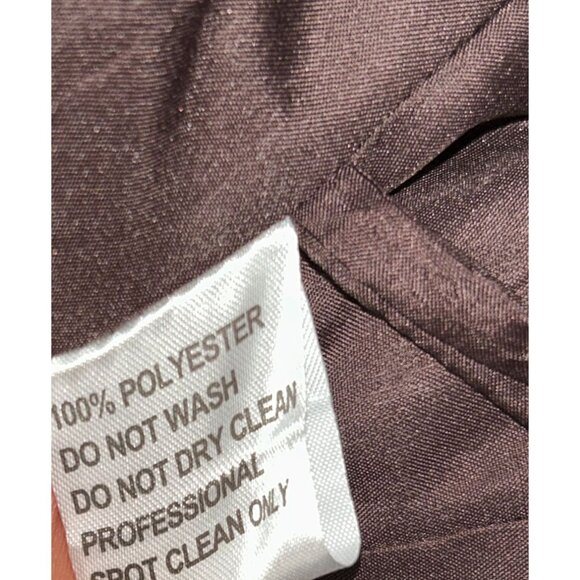 100% POLYESTER
DO NOT WASH
DO NOT DRY CLEAN
PROFESSIONAL
SPOT CLEAN ONLY